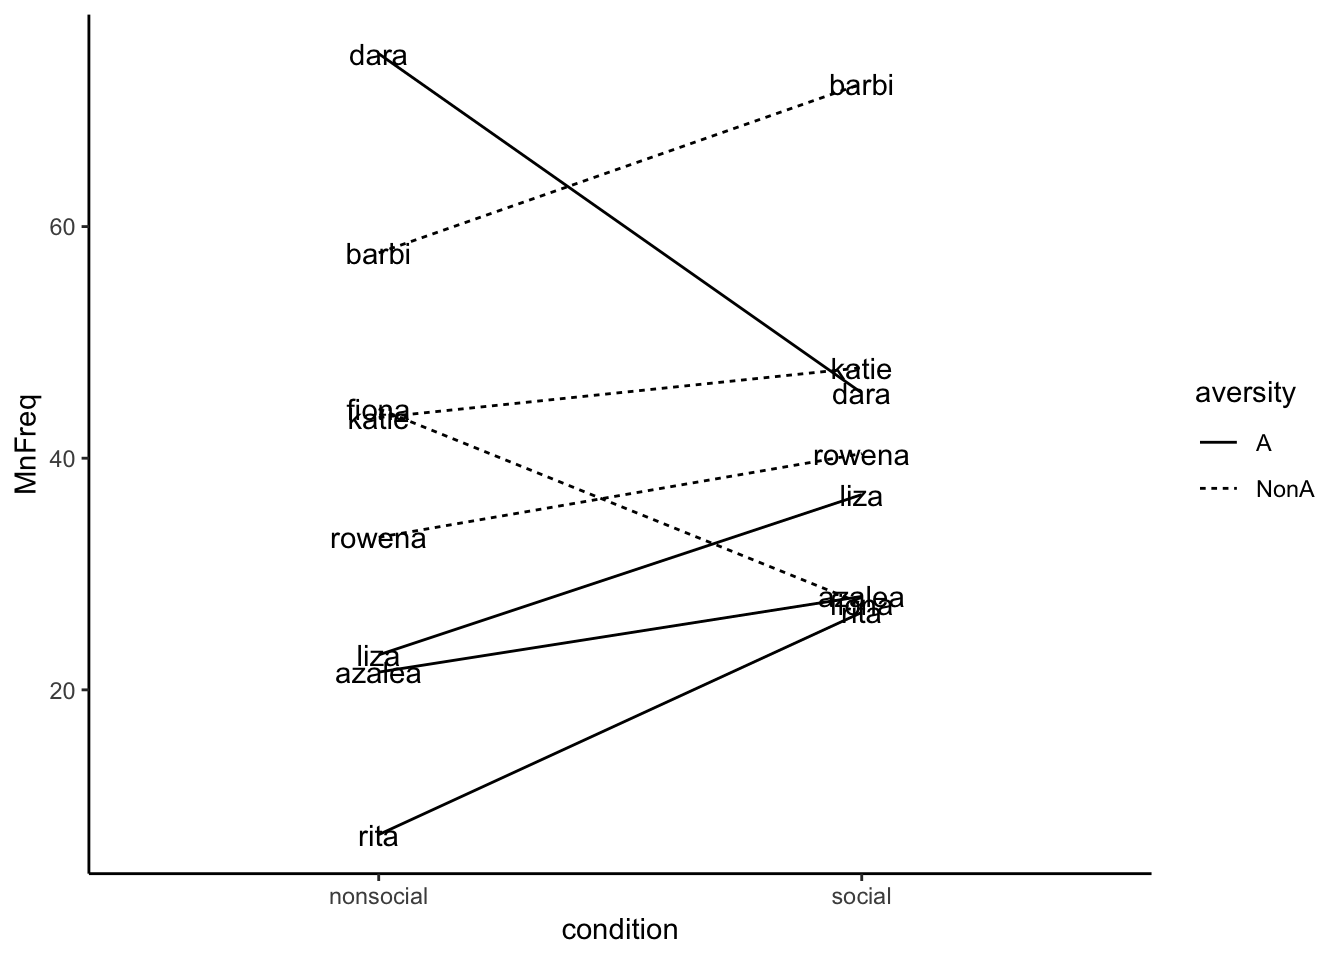 dara
barbi
60
barbi
katie
dara
fiona
katie
MnFreq
40
rowena
liza
rowena
azalea
fiona
rita
liza
azalea
20
rita
nonsocial
social
condition
aversity
A
NonA